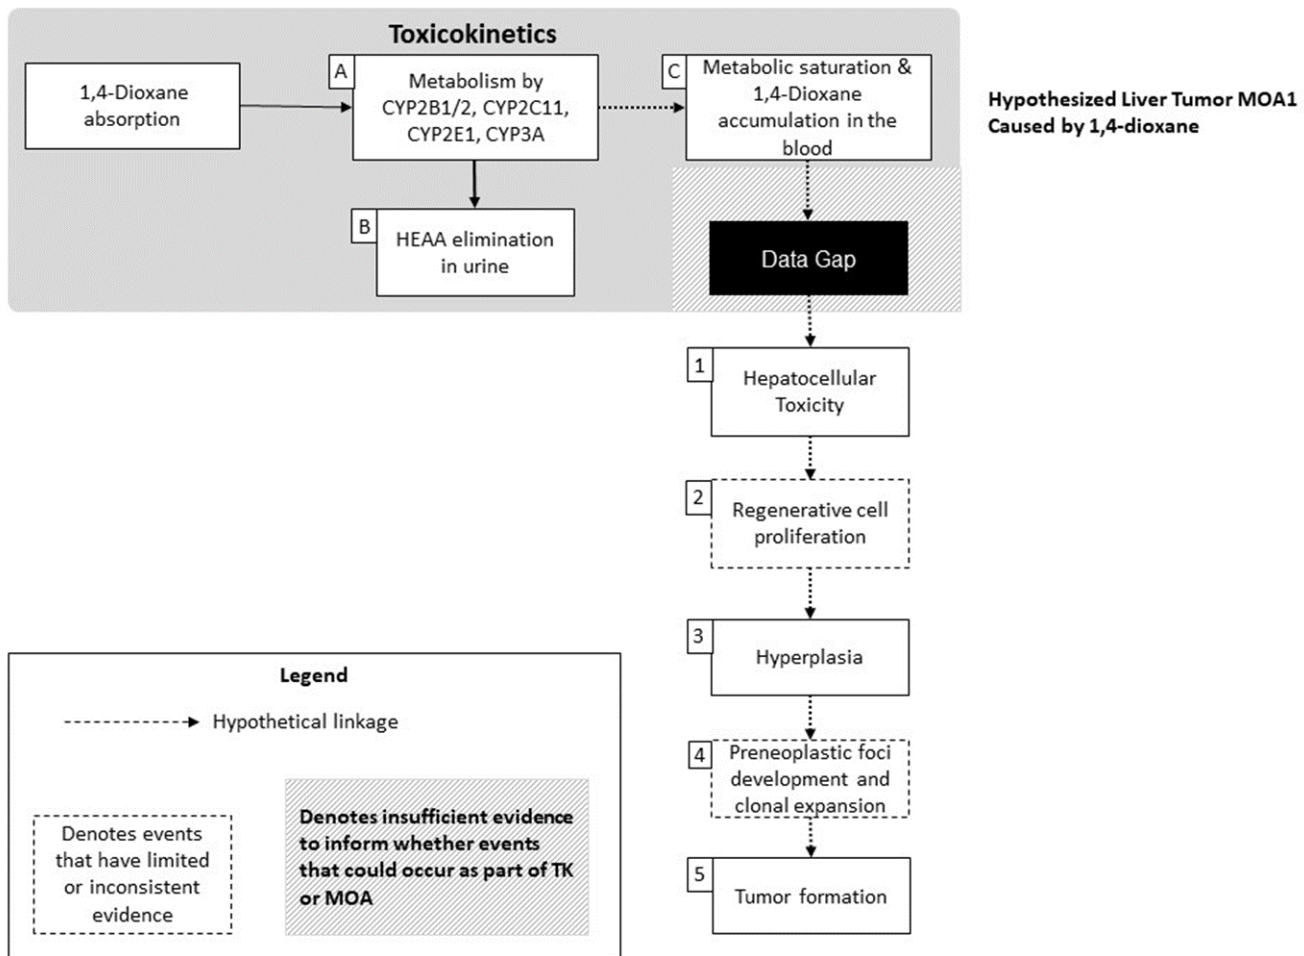 Toxicokinetics
1,4-Dioxane
absorption
A
Metabolism by
CYP2B1/2, CYP2C11,
CYP2E1, CYP3A
C
Metabolic saturation &
1,4-Dioxane
accumulation in the
blood
Hypothesized Liver Tumor MOA1
Caused by 1,4-dioxane
B
HEAA elimination
in urine
Data Gap
1
Hepatocellular
Toxicity
2
Regenerative cell
proliferation
3
Hyperplasia
4
Preneoplastic foci
development and
clonal expansion
5
Tumor formation
Legend
Hypothetical linkage
Denotes events
that have limited
or inconsistent
evidence
Denotes insufficient evidence
to inform whether events
that could occur as part of TK
or MOA